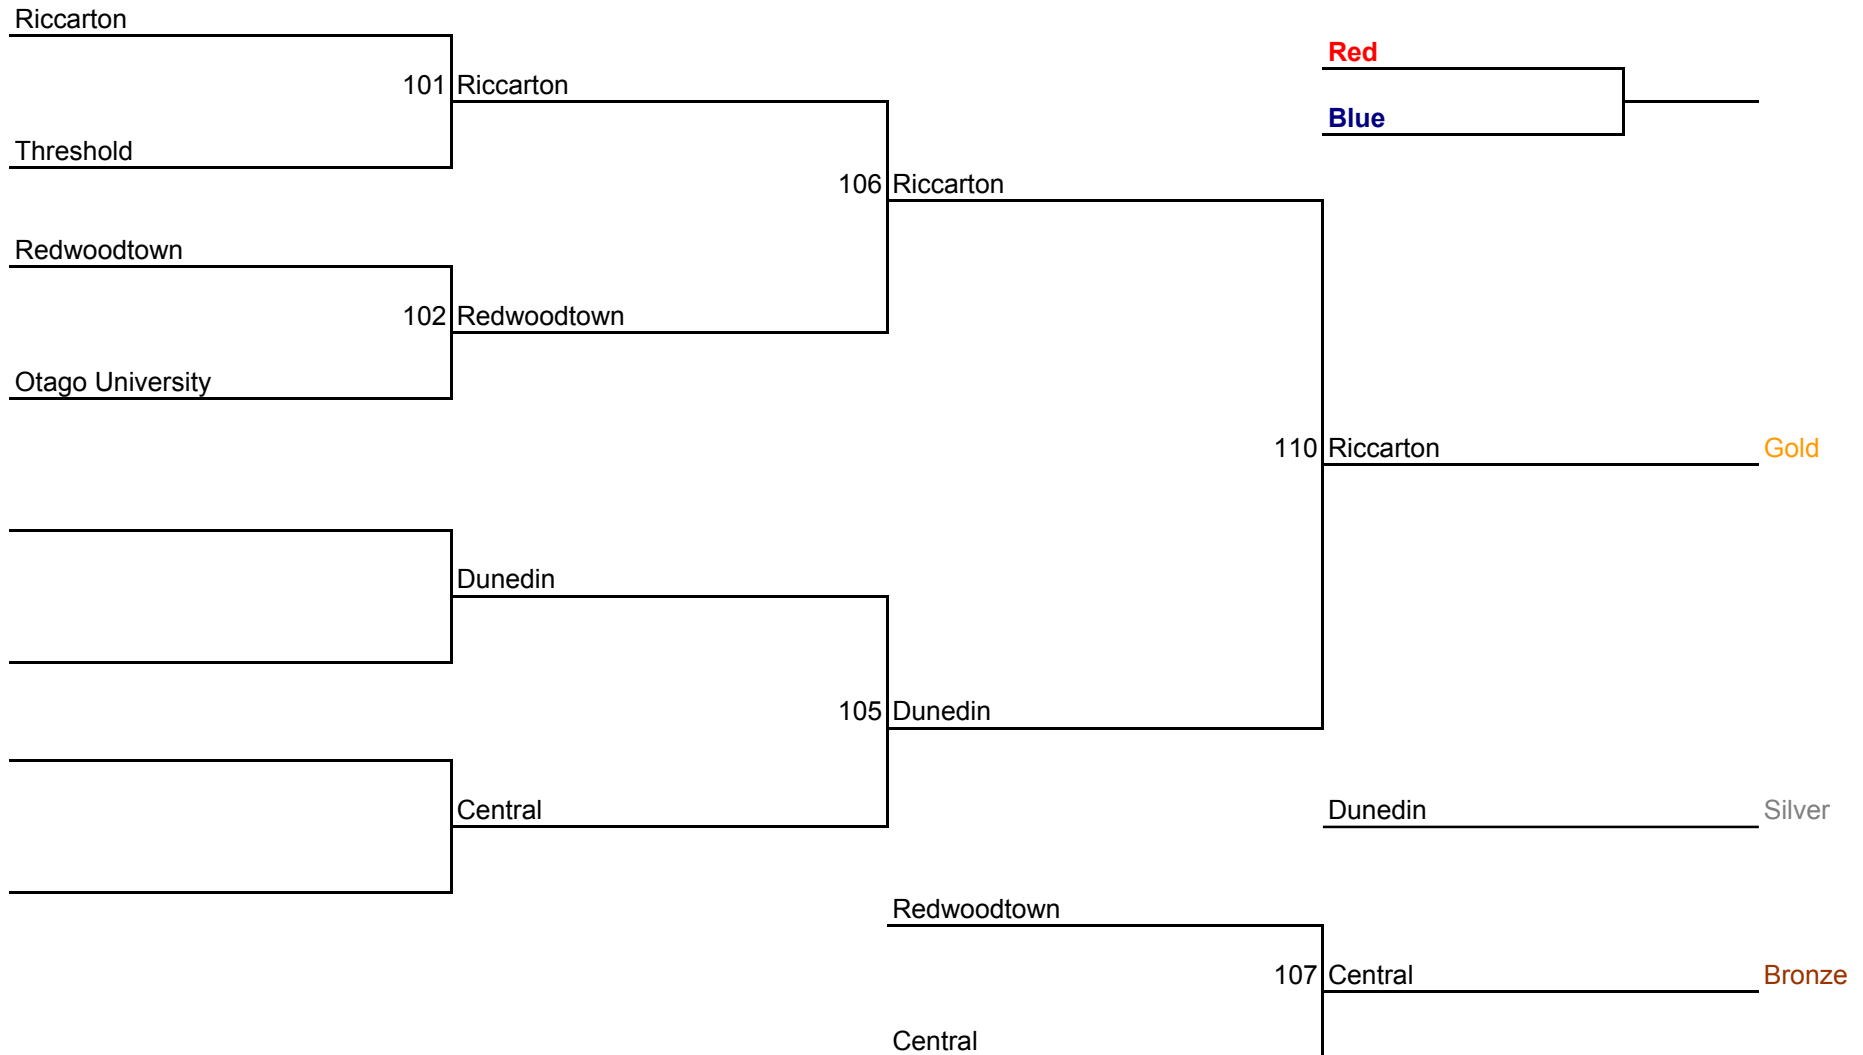 Riccarton
Red
101 Riccarton
Blue
Threshold
106 Riccarton
Redwoodtown
102 Redwoodtown
Otago University
110 Riccarton Gold
Dunedin
105 Dunedin
Central
Dunedin Silver
Redwoodtown
107 Central Bronze
Central